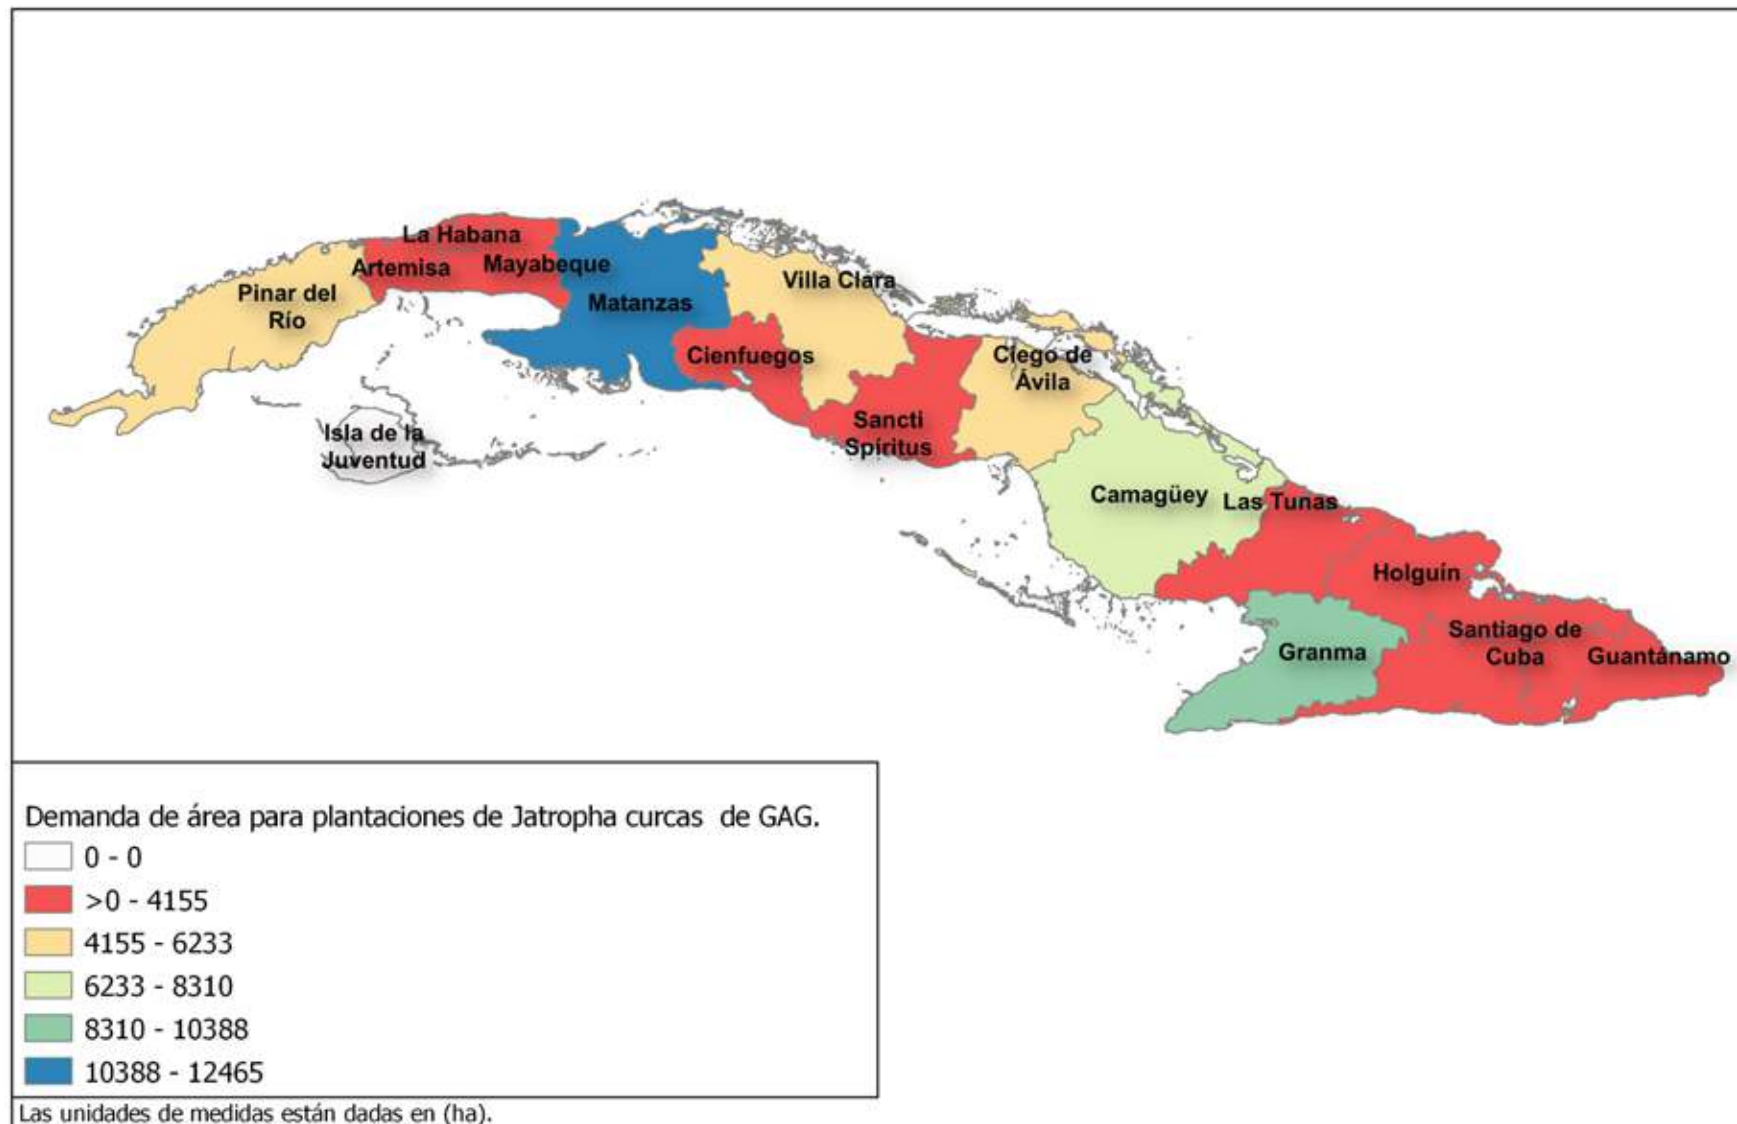 La Habana
Artemisa
Mayabeque
Pinar del
Río
Matanzas
Villa Clara
Cienfuegos
Ciego de
Ávila
Isla de la
Juventud
Sancti
Spíritus
Camagüey
Las Tunas
Holguín
Granma
Santiago de
Cuba
Guantánamo
Demanda de área para plantaciones de Jatropha curcas de GAG.
0 - 0
>0 - 4155
4155 - 6233
6233 - 8310
8310 - 10388
10388 - 12465
Las unidades de medidas están dadas en (ha).